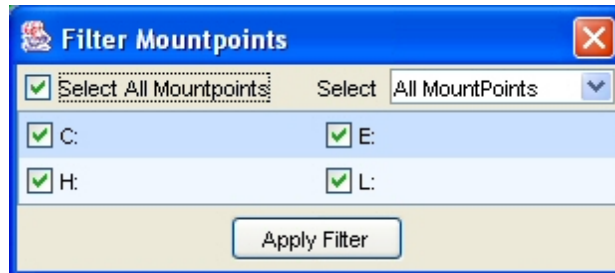 Filter Mountpoints
Select All Mountpoints Select All MountPoints
C: E:
H: L:
Apply Filter